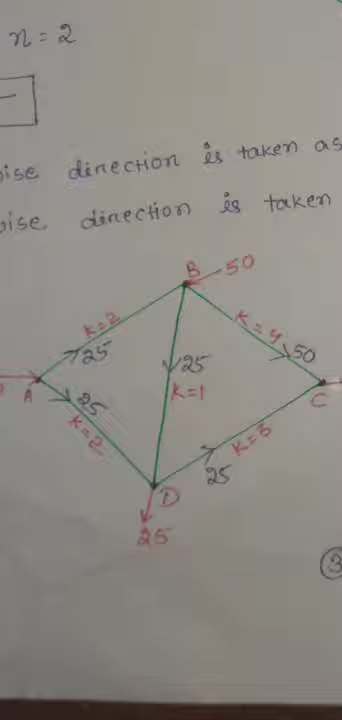 n = 2
ise direction is taken as
ise direction is taken
B
50
K=2
25
K=4
50
25
K=1
A
25
K=2
C
K=3
25
D
25
3